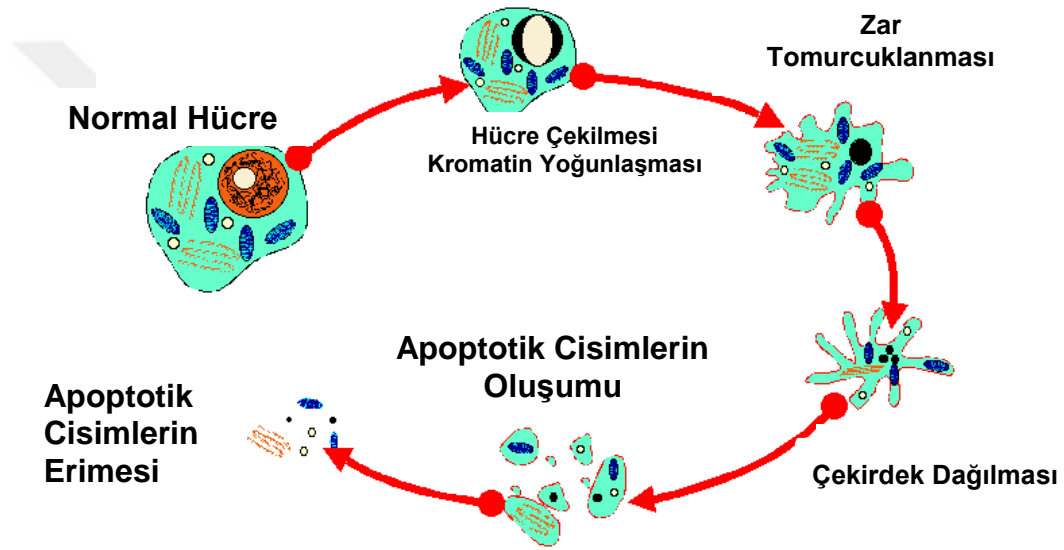 Normal Hücre
Hücre Çekilmesi
Kromatin Yoğunlaşması
Zar
Tomurcuklanması
Çekirdek Dağılması
Apoptotik Cisimlerin
Oluşumu
Apoptotik
Cisimlerin
Erimesi